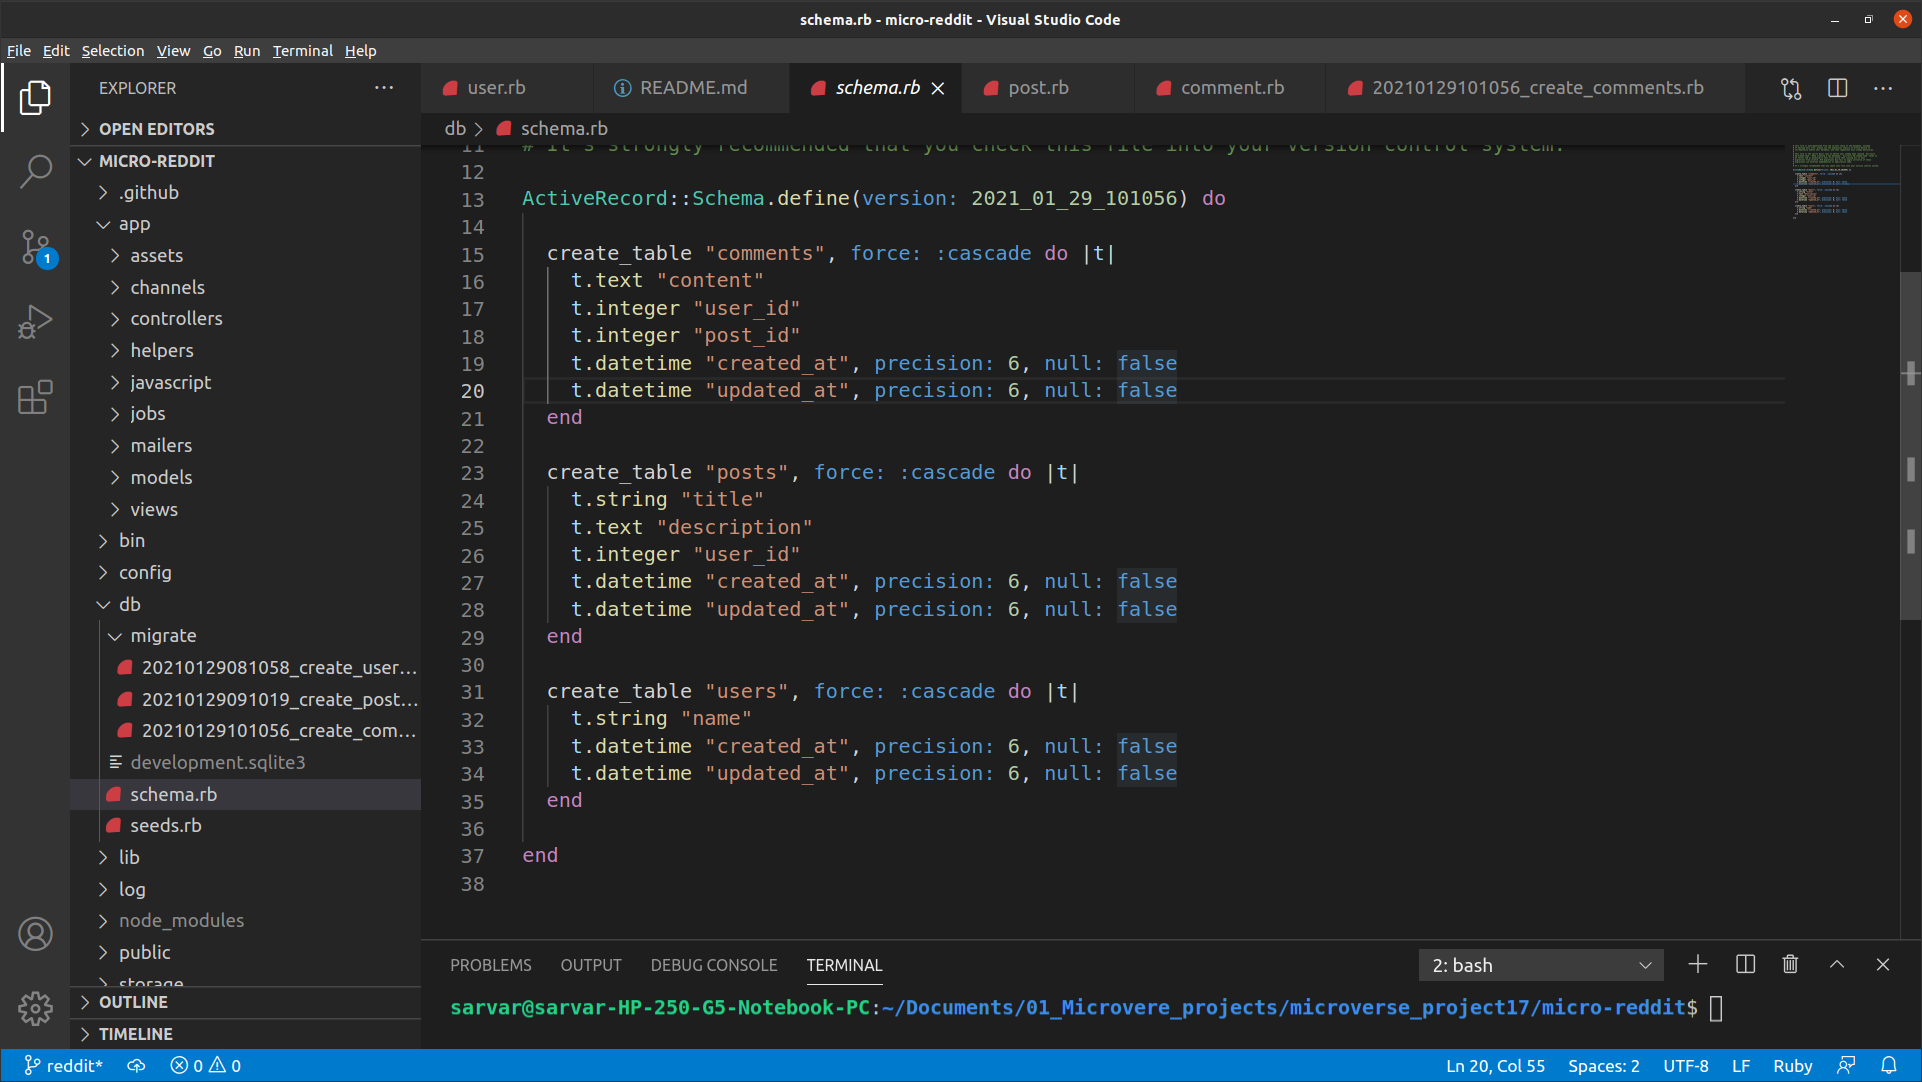 schema.rb - micro-reddit - Visual Studio Code
File Edit Selection View Go Run Terminal Help
EXPLORER
user.rb
README.md
schema.rb
post.rb
comment.rb
20210129101056_create_comments.rb
OPEN EDITORS
MICRO-REDDIT
.github
app
assets
channels
controllers
helpers
javascript
jobs
mailers
models
views
bin
config
db
migrate
20210129081058_create_user...
20210129091019_create_post...
20210129101056_create_com...
development.sqlite3
schema.rb
seeds.rb
lib
log
node_modules
public
storage
OUTLINE
TIMELINE
1
db > schema.rb
11 # It's strongly recommended that you check this file into your version control system.
12
13 ActiveRecord::Schema.define(version: 2021_01_29_101056) do
14
15 create_table "comments", force: :cascade do |t|
16 t.text "content"
17 t.integer "user_id"
18 t.integer "post_id"
19 t.datetime "created_at", precision: 6, null: false
20 t.datetime "updated_at", precision: 6, null: false
21 end
22
23 create_table "posts", force: :cascade do |t|
24 t.string "title"
25 t.text "description"
26 t.integer "user_id"
27 t.datetime "created_at", precision: 6, null: false
28 t.datetime "updated_at", precision: 6, null: false
29 end
30
31 create_table "users", force: :cascade do |t|
32 t.string "name"
33 t.datetime "created_at", precision: 6, null: false
34 t.datetime "updated_at", precision: 6, null: false
35 end
36
37 end
38
PROBLEMS OUTPUT DEBUG CONSOLE TERMINAL
2: bash
sarvar@sarvar-HP-250-G5-Notebook-PC:~/Documents/01_Microvere_projects/microverse_project17/micro-reddit$
reddit* 0 0
Ln 20, Col 55 Spaces: 2 UTF-8 LF Ruby